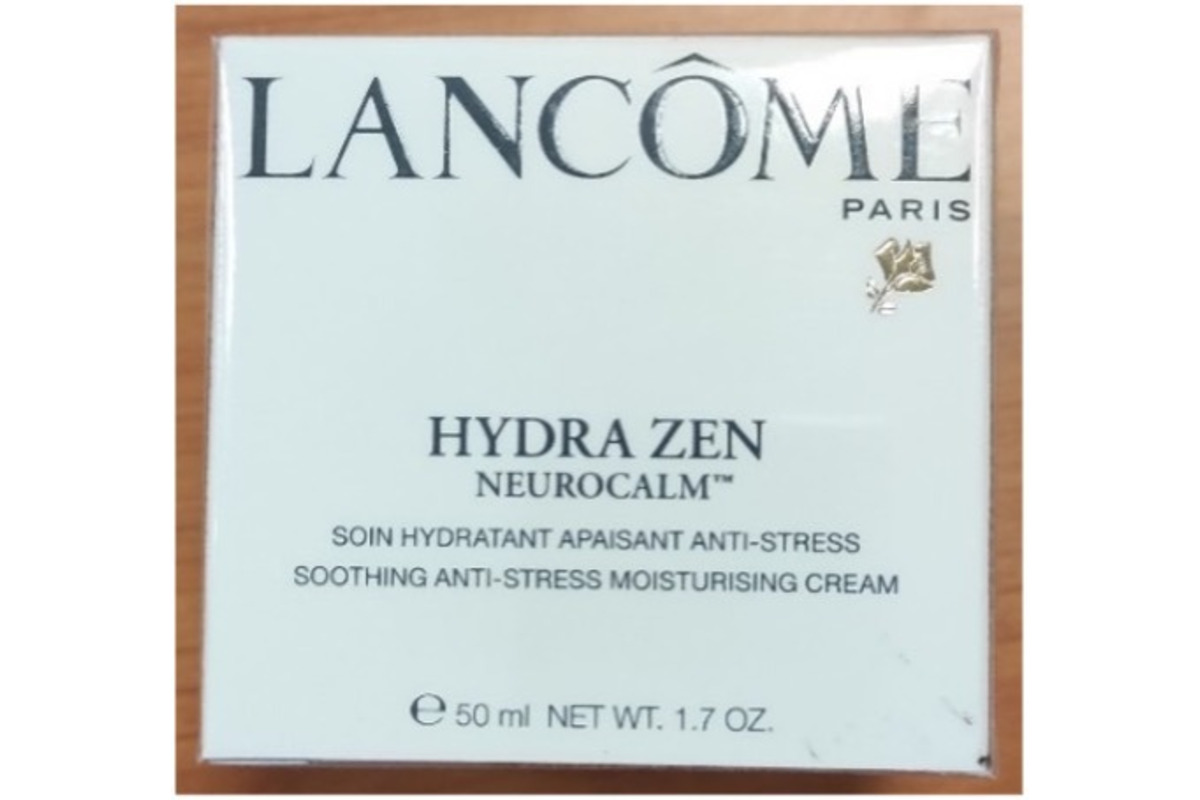 LANCÔME
PARIS
HYDRA ZEN
NEUROCALM™
SOIN HYDRATANT APAISANT ANTI-STRESS
SOOTHING ANTI-STRESS MOISTURISING CREAM
℮ 50 ml NET WT. 1.7 OZ.